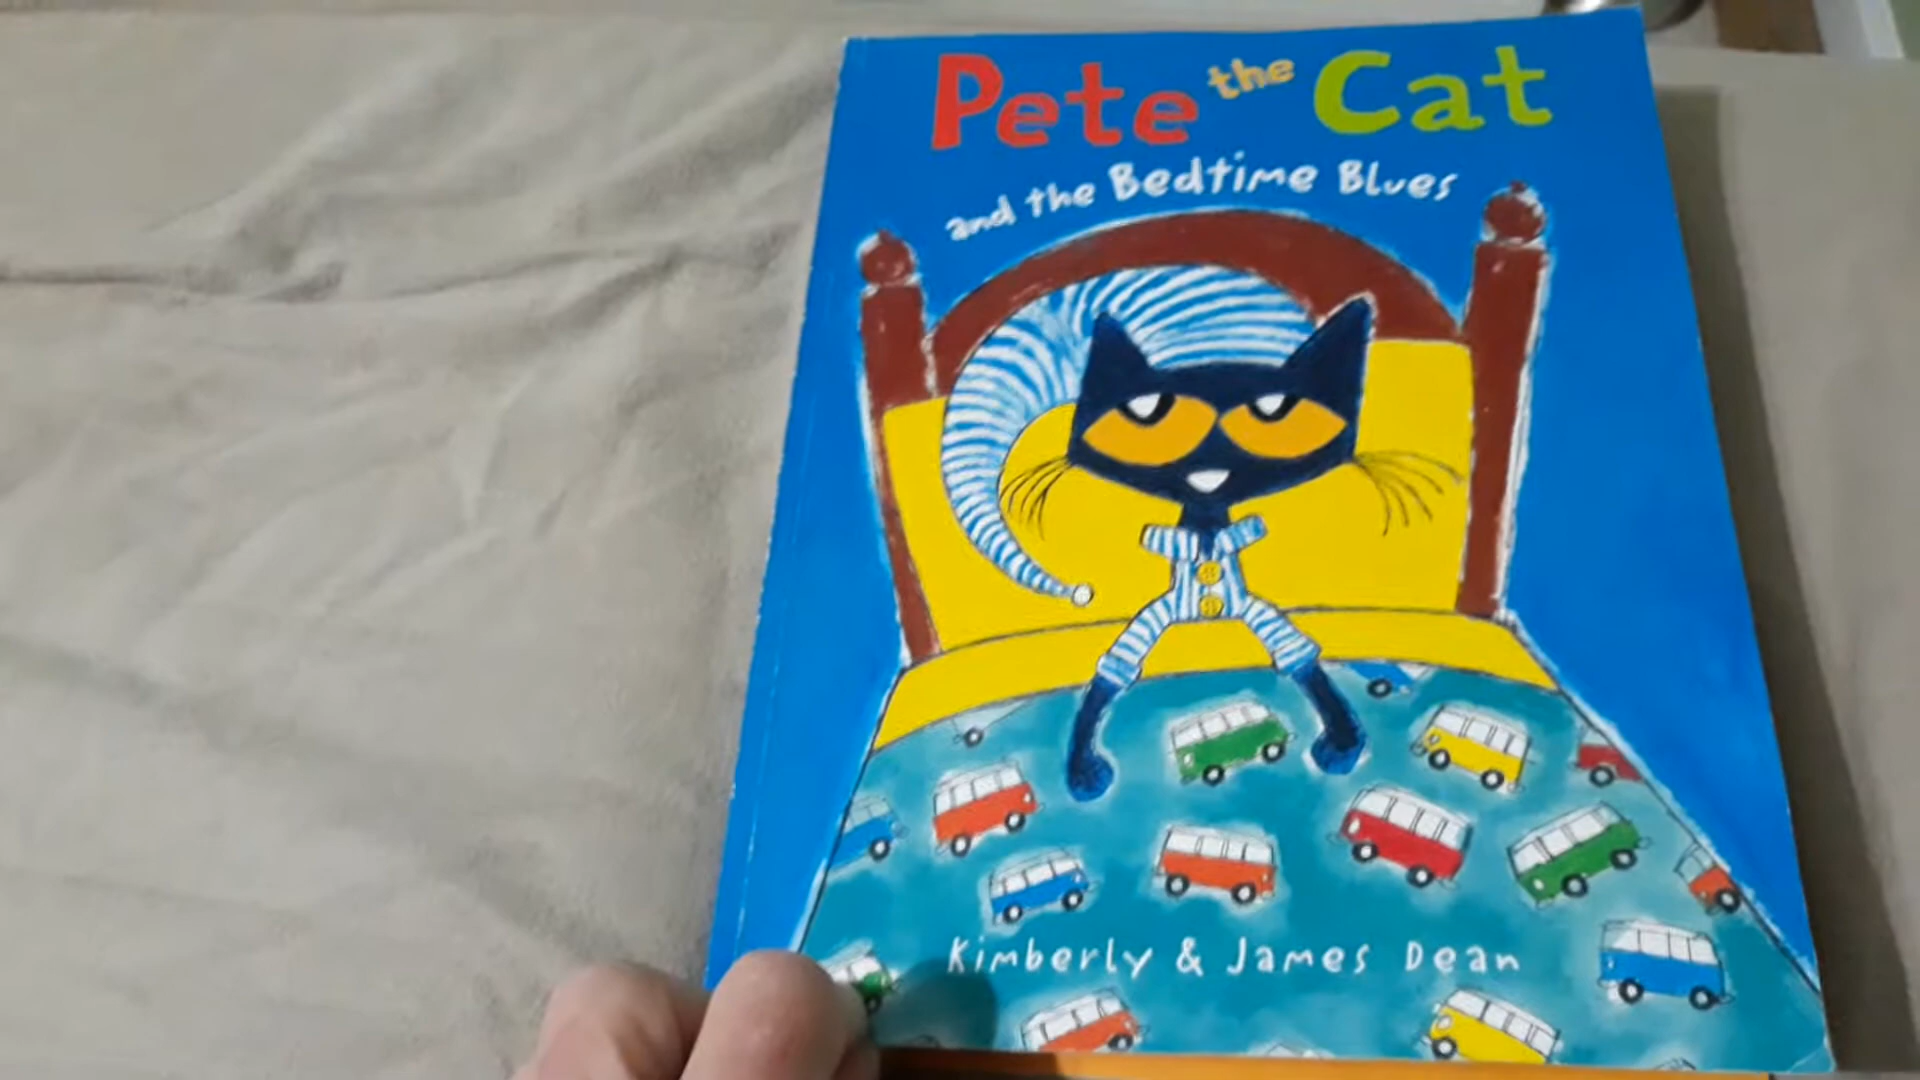 Pete the Cat
and the Bedtime Blues
Kimberly & James Dean